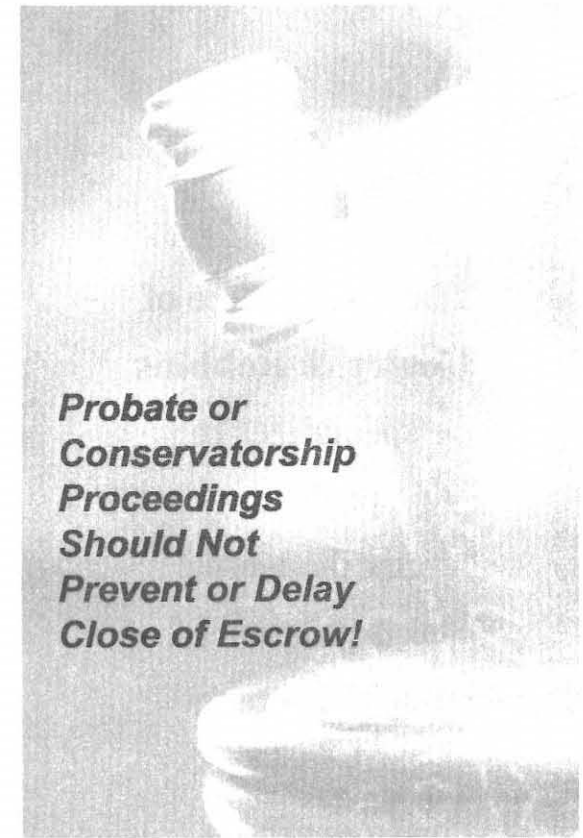 Probate or
Conservatorship
Proceedings
Should Not
Prevent or Delay
Close of Escrow!